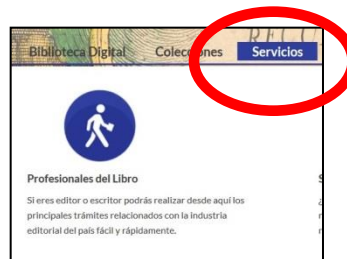 Biblioteca Digital Colecciones Servicios
Profesionales del Libro
Si eres editor o escritor podrás realizar desde aquí los
principales trámites relacionados con la industria
editorial del país fácil y rápidamente.